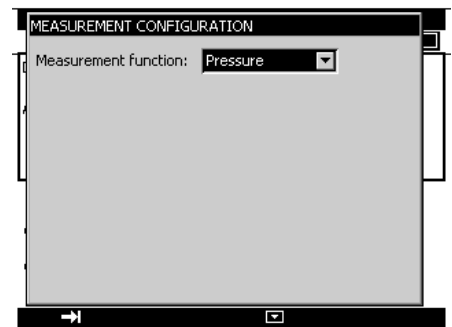 MEASUREMENT CONFIGURATION
Measurement function: Pressure